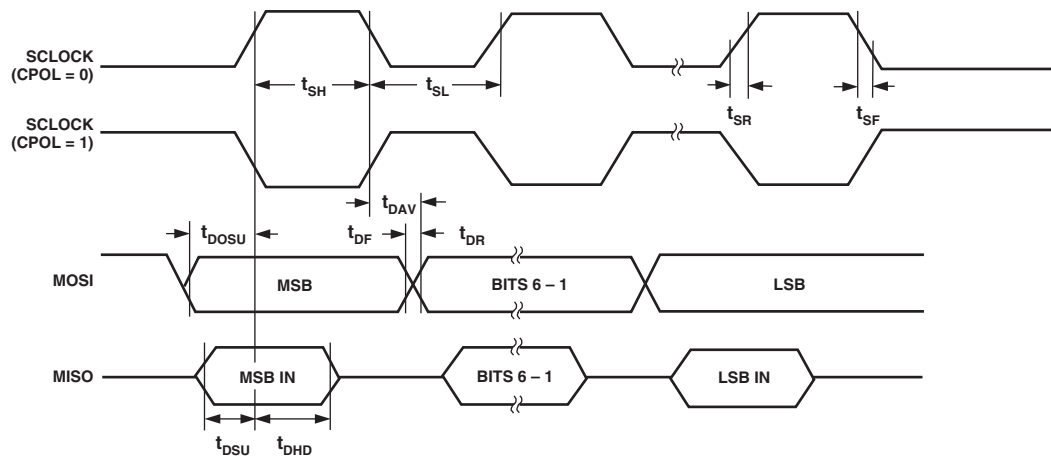 SCLOCK
(CPOL = 0)
tSH
tSL
tSR
tSF
SCLOCK
(CPOL = 1)
tDAV
tDOSU
tDF
tDR
MOSI
MSB
BITS 6 – 1
LSB
MISO
MSB IN
BITS 6 – 1
LSB IN
tDSU
tDHD